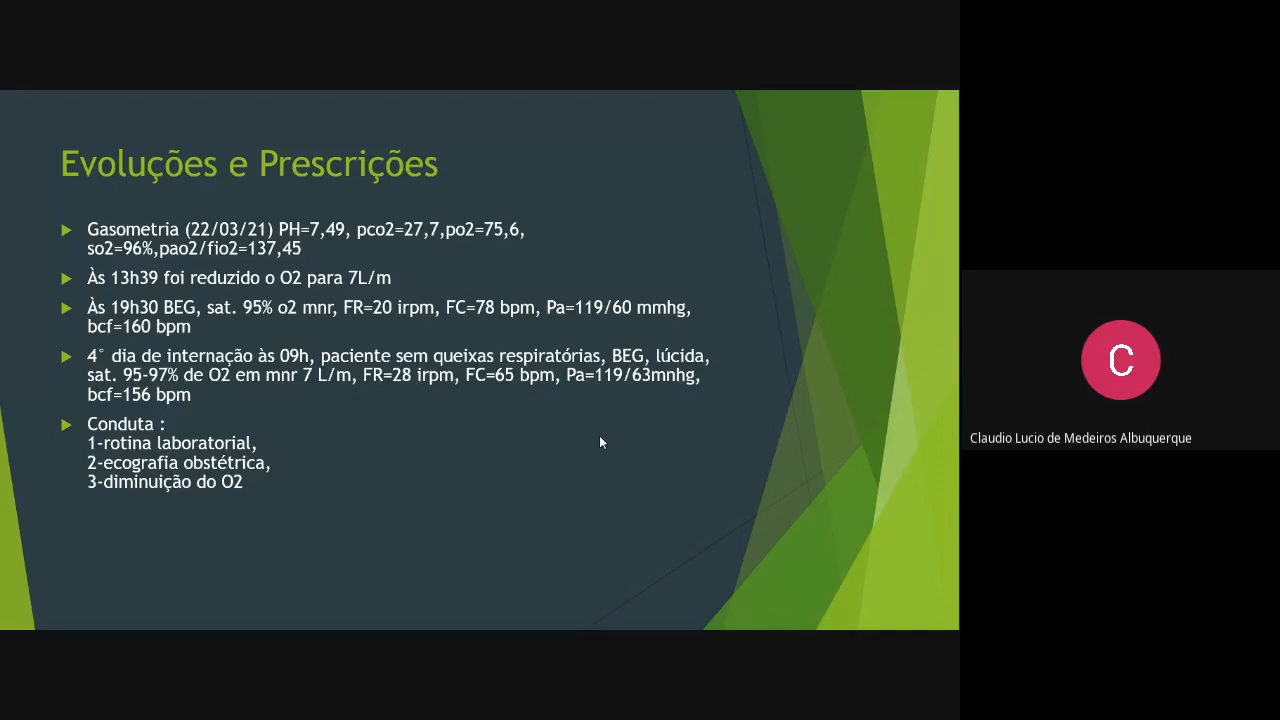 Evoluções e Prescrições
Gasometria (22/03/21) PH=7,49, pco2=27,7,po2=75,6,
so2=96%,pao2/fio2=137,45
Às 13h39 foi reduzido o O2 para 7L/m
Às 19h30 BEG, sat. 95% o2 mnr, FR=20 irpm, FC=78 bpm, Pa=119/60 mmhg,
bcf=160 bpm
4° dia de internação às 09h, paciente sem queixas respiratórias, BEG, lúcida,
sat. 95-97% de O2 em mnr 7 L/m, FR=28 irpm, FC=65 bpm, Pa=119/63mnhg,
bcf=156 bpm
Conduta :
1-rotina laboratorial,
2-ecografia obstétrica,
3-diminuição do O2
C
Claudio Lucio de Medeiros Albuquerque